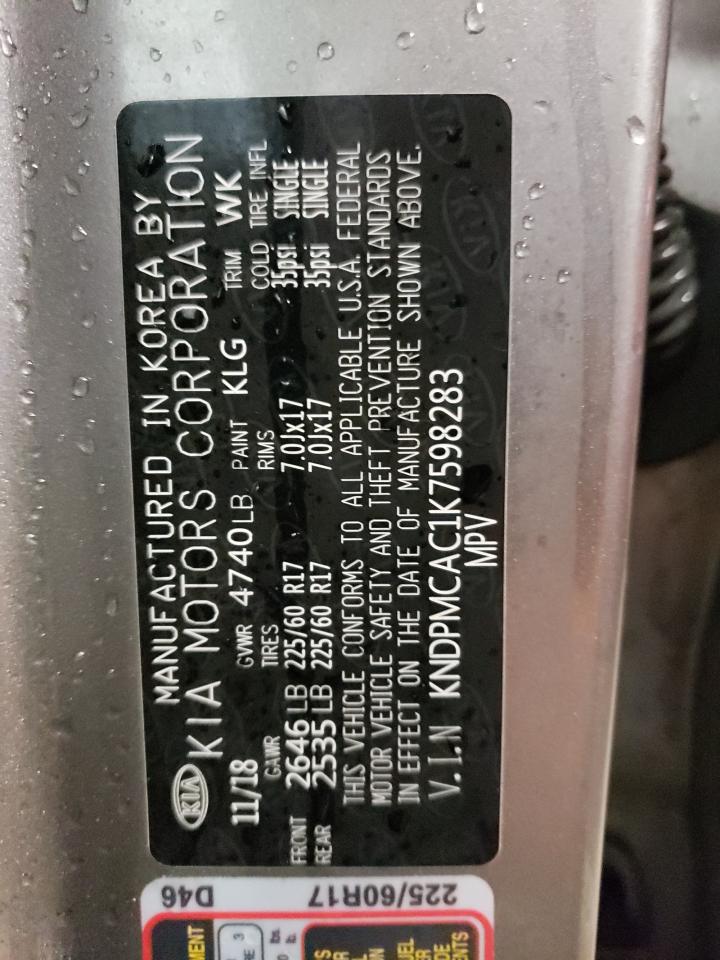 KIA MANUFACTURED IN KOREA BY
KIA MOTORS CORPORATION
11/18 GVWR 4740LB PAINT KLG TRIM WK
GAWR TIRES RIMS COLD TIRE INFL
FRONT 2646LB 225/60 R17 7.0Jx17 35psi SINGLE
REAR 2535LB 225/60 R17 7.0Jx17 35psi SINGLE
THIS VEHICLE CONFORMS TO ALL APPLICABLE U.S.A. FEDERAL
MOTOR VEHICLE SAFETY AND THEFT PREVENTION STANDARDS
IN EFFECT ON THE DATE OF MANUFACTURE SHOWN ABOVE.
V.I.N KNDPMCAC1K7598283
MPV
D46
225/60R17